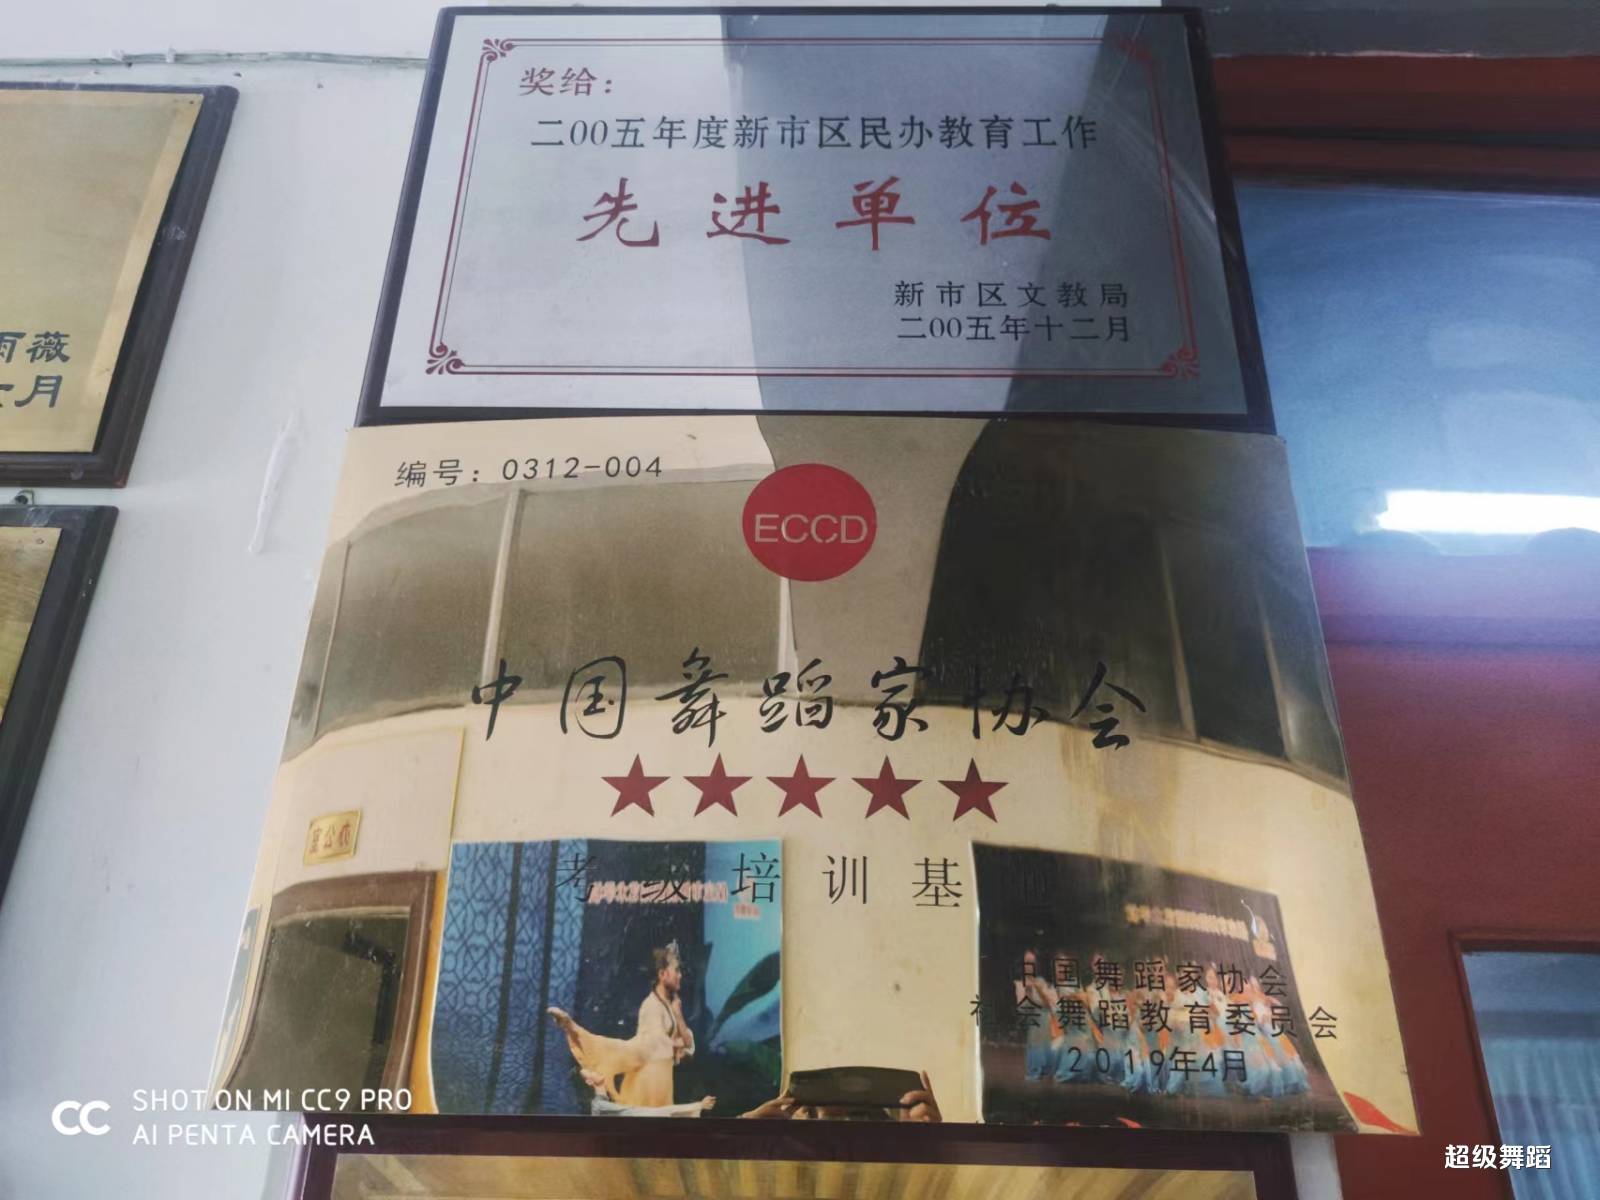 奖给：
二00五年度新市区民办教育工作
先进单位
新市区文教局
二00五年十二月
雨薇
月
编号：0312-004
ECCD
中国舞蹈家协会
★★★★★
考级培训基地
中国舞蹈家协会
社会舞蹈教育委员会
2019年4月
SHOT ON MI CC9 PRO
AI PENTA CAMERA
超级舞蹈